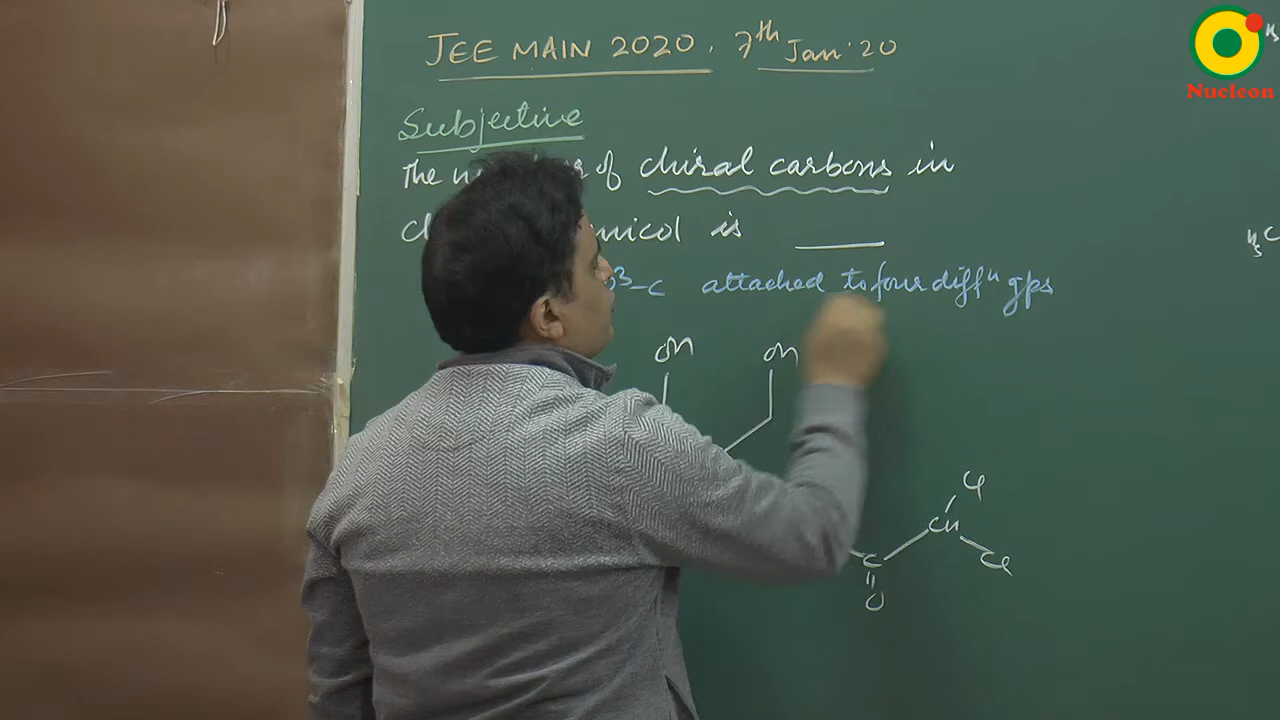 JEE MAIN 2020. 7th Jan'20
Nucleon
Subjective
The of chiral carbons in
is ____
attached to four diffn gps
OH OH
Cl
CH
Cl
C
O